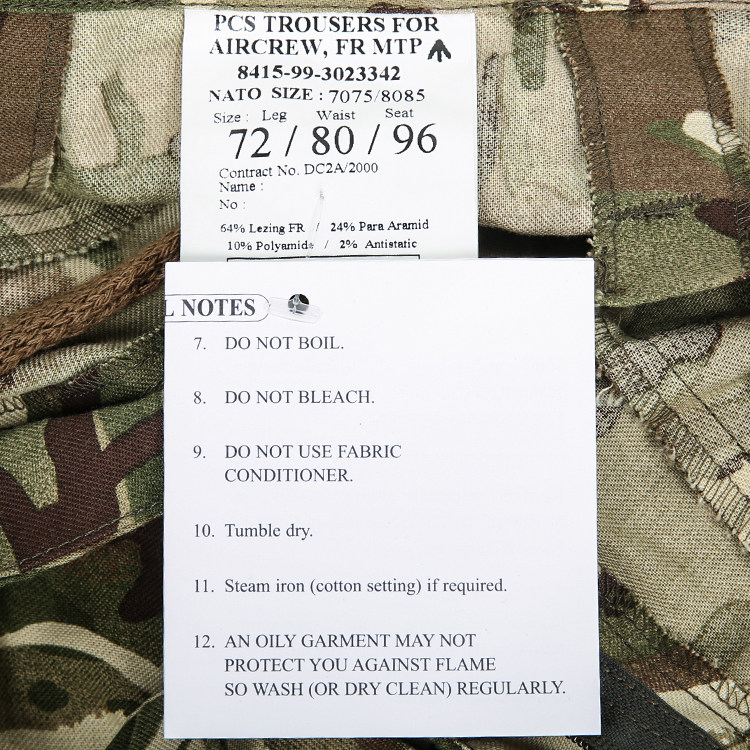 PCS TROUSERS FOR
AIRCREW, FR MTP
8415-99-3023342
NATO SIZE : 7075/8085
Size : Leg Waist Seat
72 / 80 / 96
Contract No. DC2A/2000
Name :
No :
64% Lezing FR / 24% Para Aramid
10% Polyamids / 2% Antistatic
L NOTES
7. DO NOT BOIL.
8. DO NOT BLEACH.
9. DO NOT USE FABRIC
CONDITIONER.
10. Tumble dry.
11. Steam iron (cotton setting) if required.
12. AN OILY GARMENT MAY NOT
PROTECT YOU AGAINST FLAME
SO WASH (OR DRY CLEAN) REGULARLY.